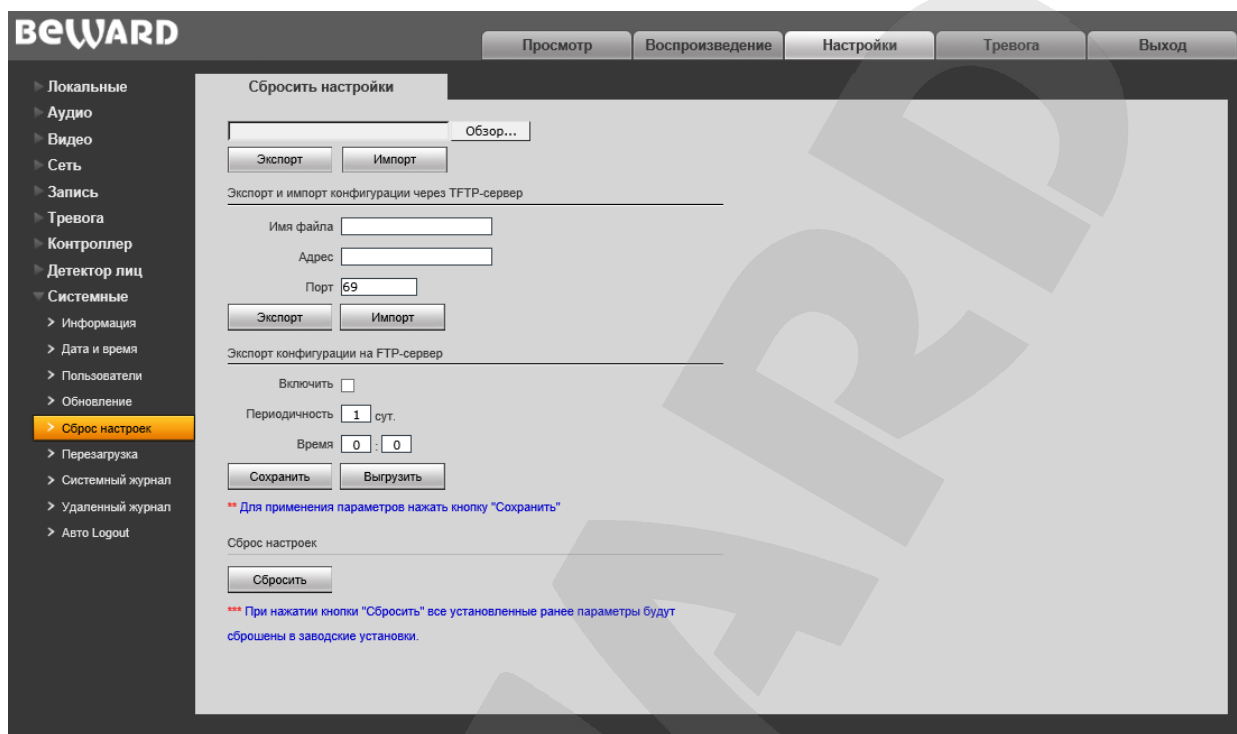 BEWARD
Просмотр Воспроизведение Настройки Тревога Выход
Локальные
Аудио
Видео
Сеть
Запись
Тревога
Контроллер
Детектор лиц
Системные
Информация
Дата и время
Пользователи
Обновление
Сброс настроек
Перезагрузка
Системный журнал
Удаленный журнал
Авто Logout
Сбросить настройки
Обзор...
Экспорт Импорт
Экспорт и импорт конфигурации через TFTP-сервер
Имя файла
Адрес
Порт 69
Экспорт Импорт
Экспорт конфигурации на FTP-сервер
Включить
Периодичность 1 сут.
Время 0 : 0
Сохранить Выгрузить
** Для применения параметров нажать кнопку "Сохранить"
Сброс настроек
Сбросить
*** При нажатии кнопки "Сбросить" все установленные ранее параметры будут
сброшены в заводские установки.